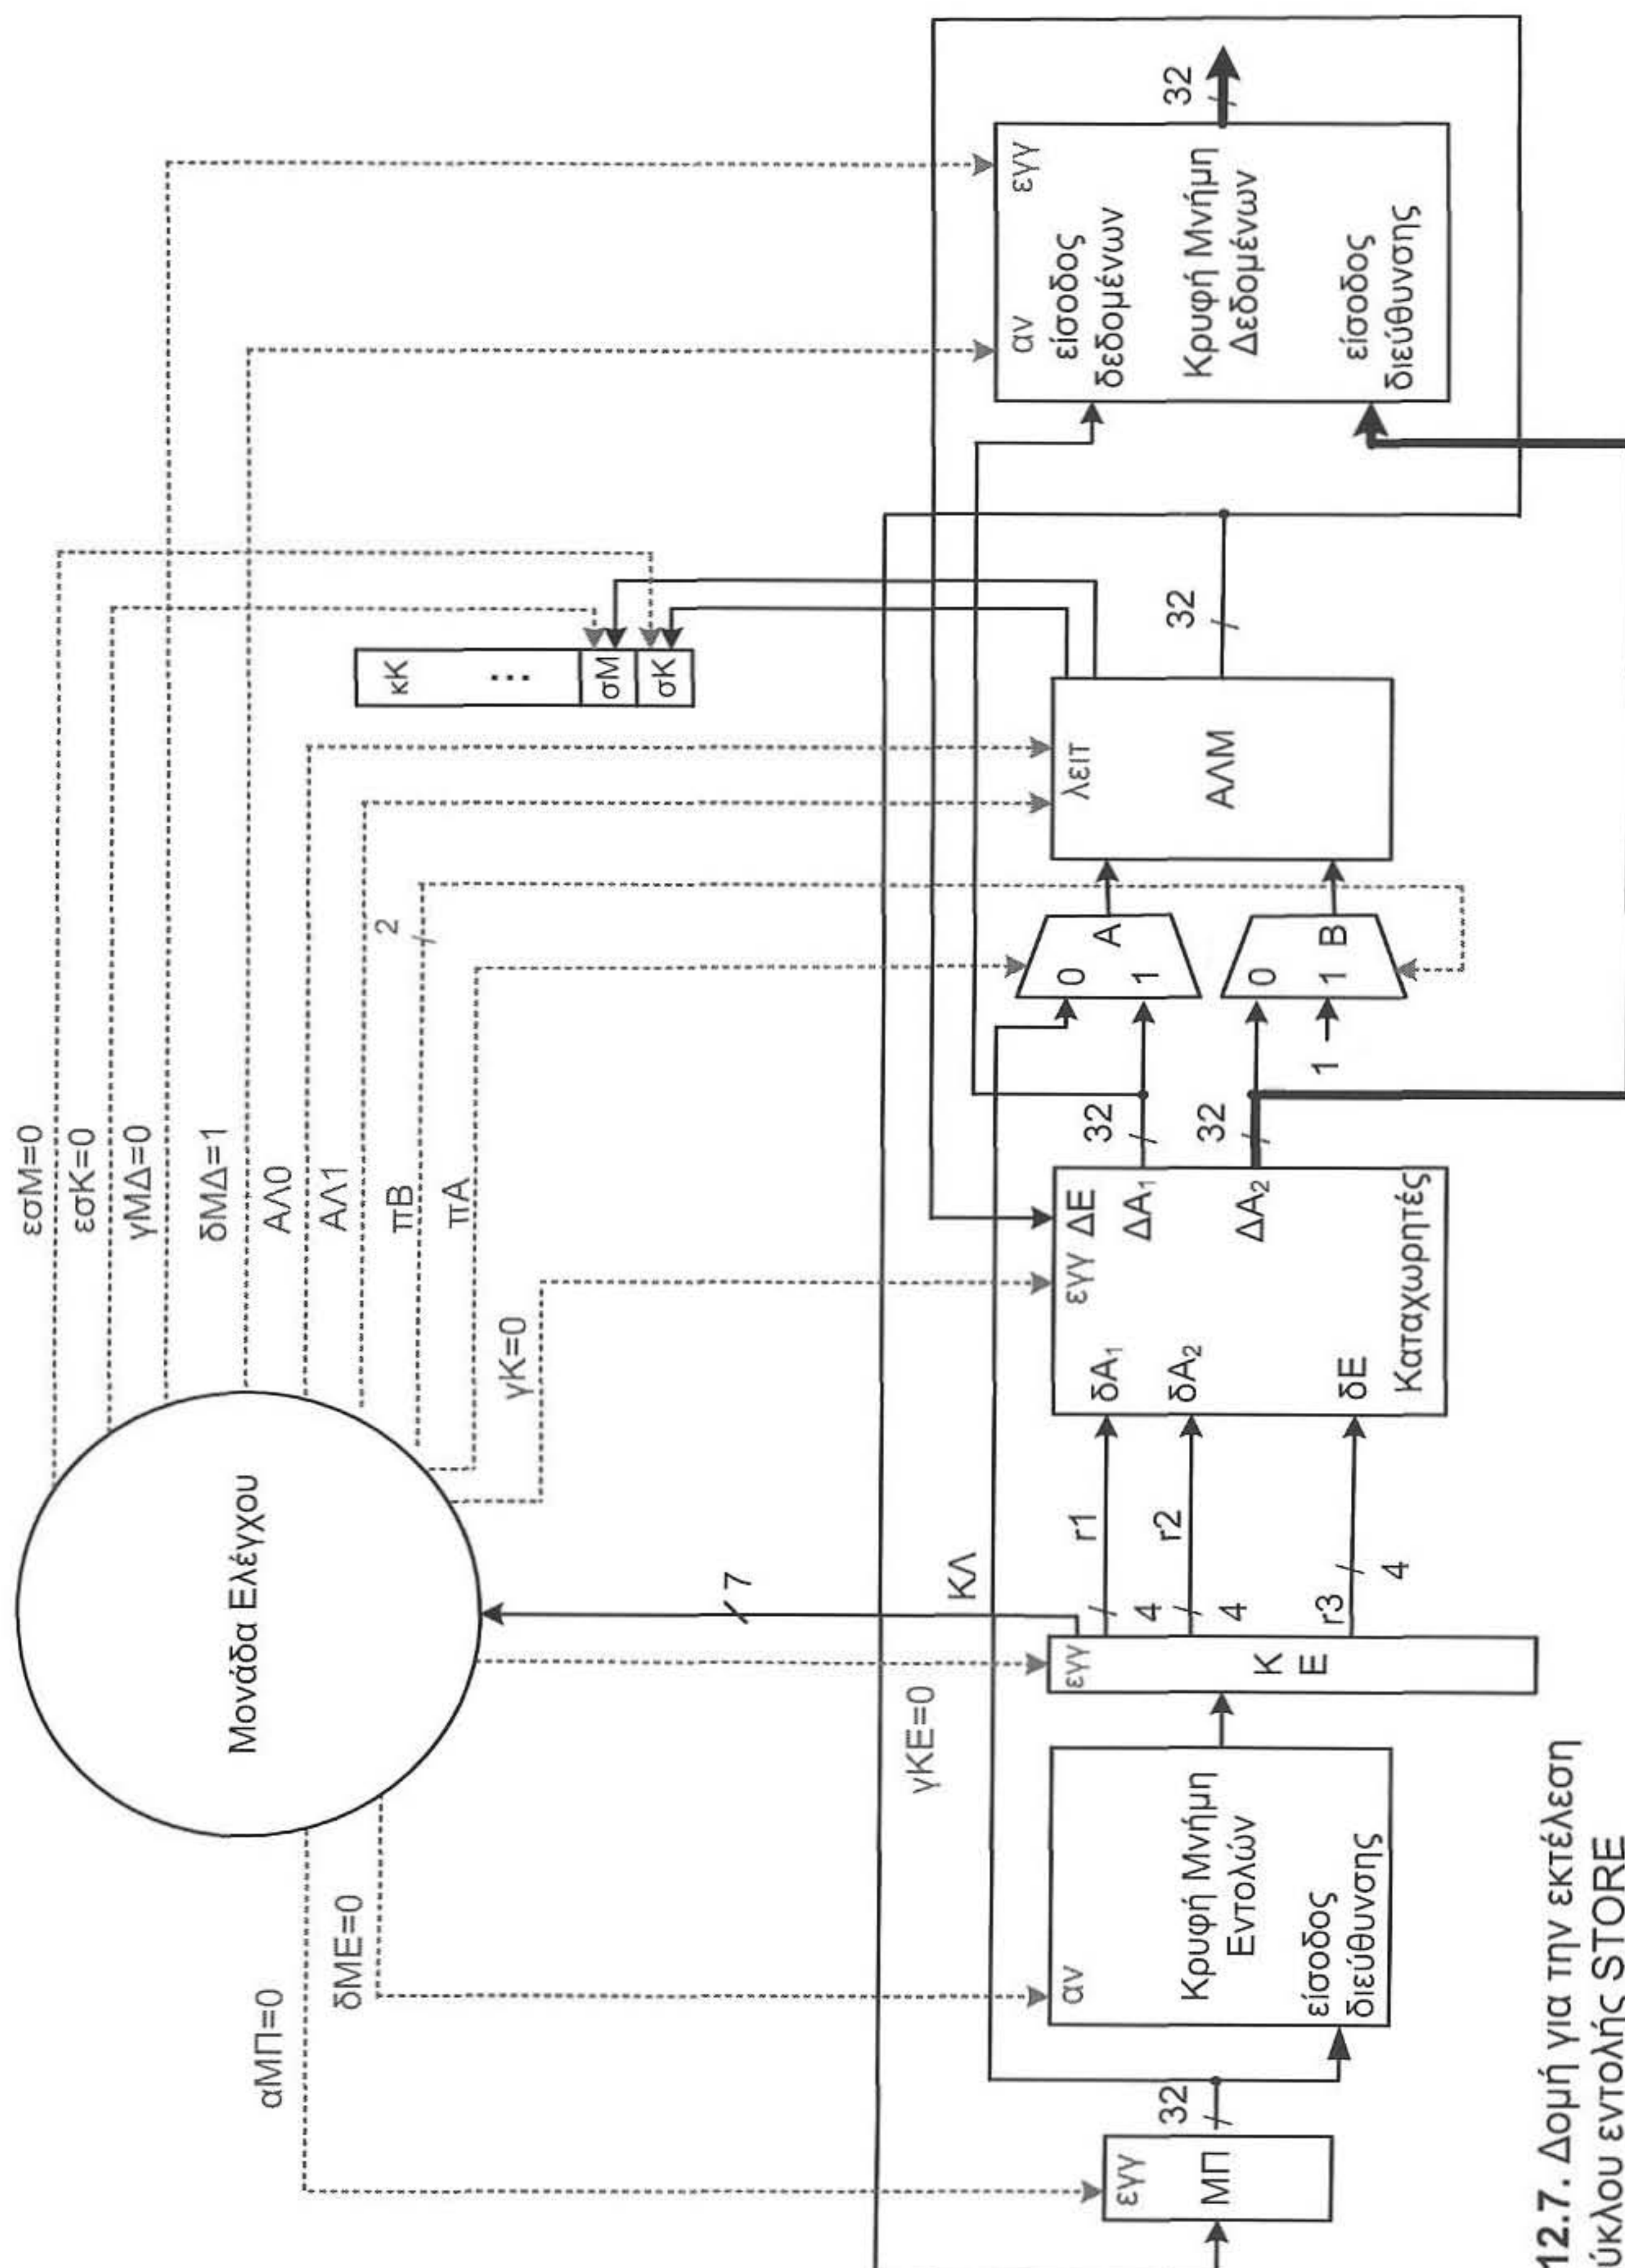 εσΜ=0
εσΚ=0
γΜΔ=0
δΜΔ=1
ΑΛ0
ΑΛ1
2
πΒ
πΑ
γΚ=0
Μονάδα Ελέγχου
αΜΠ=0
δΜΕ=0
κΚ
...
σΜ
σΚ
7
ΚΛ
γΚΕ=0
εγγ
ΜΠ
32
αν
Κρυφή Μνήμη
Εντολών
είσοδος
διεύθυνσης
εγγ
Κ
Ε
r1
4
r2
4
r3
4
εγγ ΔΕ
δΑ₁
ΔΑ₁
δΑ₂
ΔΑ₂
δΕ
Καταχωρητές
32
32
0
Α
1
0
1
Β
1
λειτ
ΑΛΜ
32
αν
εγγ
είσοδος
δεδομένων
Κρυφή Μνήμη
Δεδομένων
είσοδος
διεύθυνσης
32
12.7. Δομή για την εκτέλεση
ύκλου εντολής STORE